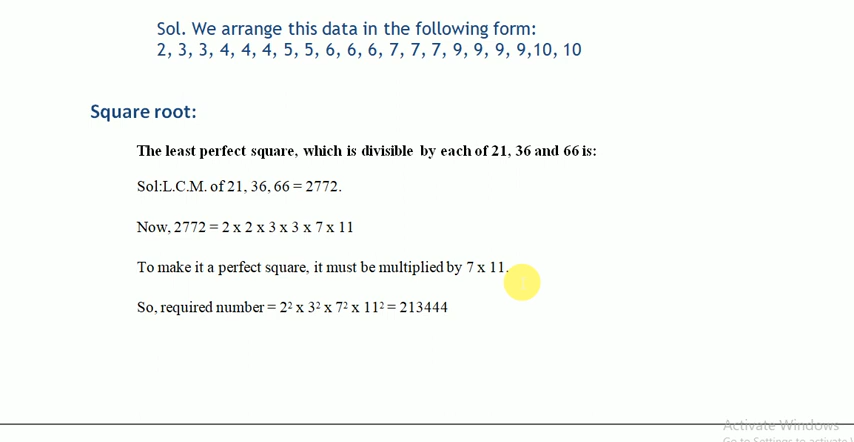 Sol. We arrange this data in the following form:
2, 3, 3, 4, 4, 4, 5, 5, 6, 6, 6, 7, 7, 7, 9, 9, 9, 9,10, 10
Square root:
The least perfect square, which is divisible by each of 21, 36 and 66 is:
Sol:L.C.M. of 21, 36, 66 = 2772.
Now, 2772 = 2 x 2 x 3 x 3 x 7 x 11
To make it a perfect square, it must be multiplied by 7 x 11.
So, required number = 2² x 3² x 7² x 11² = 213444
Activate Windows